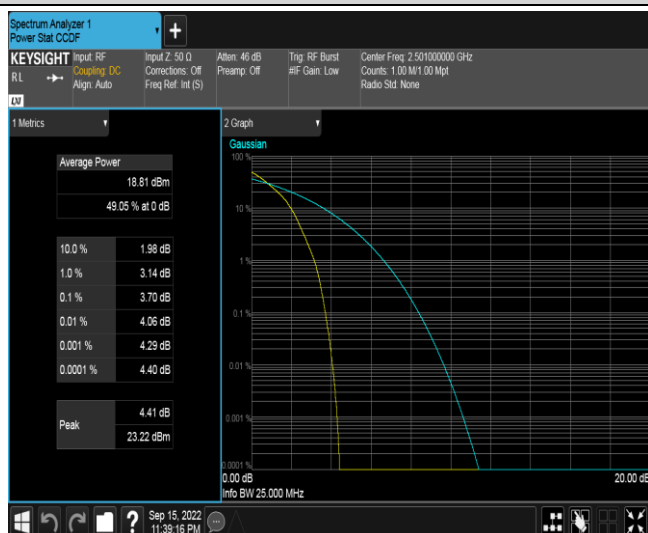 Spectrum Analyzer 1
Power Stat CCDF
+
KEYSIGHT
RL
LXI
Input: RF
Coupling: DC
Align: Auto
Input Z: 50 Ω
Corrections: Off
Freq Ref: Int (S)
Atten: 46 dB
Preamp: Off
Trig: RF Burst
#IF Gain: Low
Center Freq: 2.501000000 GHz
Counts: 1.00 M/1.00 Mpt
Radio Std: None
1 Metrics
Average Power
18.81 dBm
49.05 % at 0 dB
10.0 % 1.98 dB
1.0 % 3.14 dB
0.1 % 3.70 dB
0.01 % 4.06 dB
0.001 % 4.29 dB
0.0001 % 4.40 dB
Peak
4.41 dB
23.22 dBm
2 Graph
Gaussian
100 %
10 %
1 %
0.1 %
0.01 %
0.001 %
0.0001 %
0.00 dB 20.00 dB
Info BW 25.000 MHz
?
Sep 15, 2022
11:39:16 PM